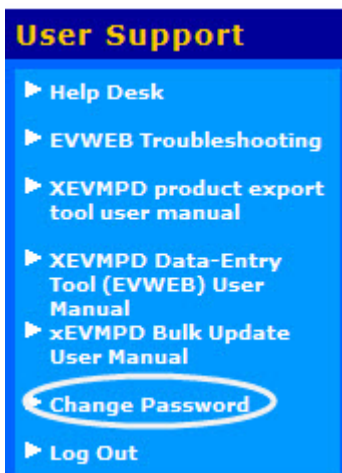 User Support
Help Desk
EVWEB Troubleshooting
XEVMPD product export
tool user manual
XEVMPD Data-Entry
Tool (EVWEB) User
Manual
xEVMPD Bulk Update
User Manual
Change Password
Log Out